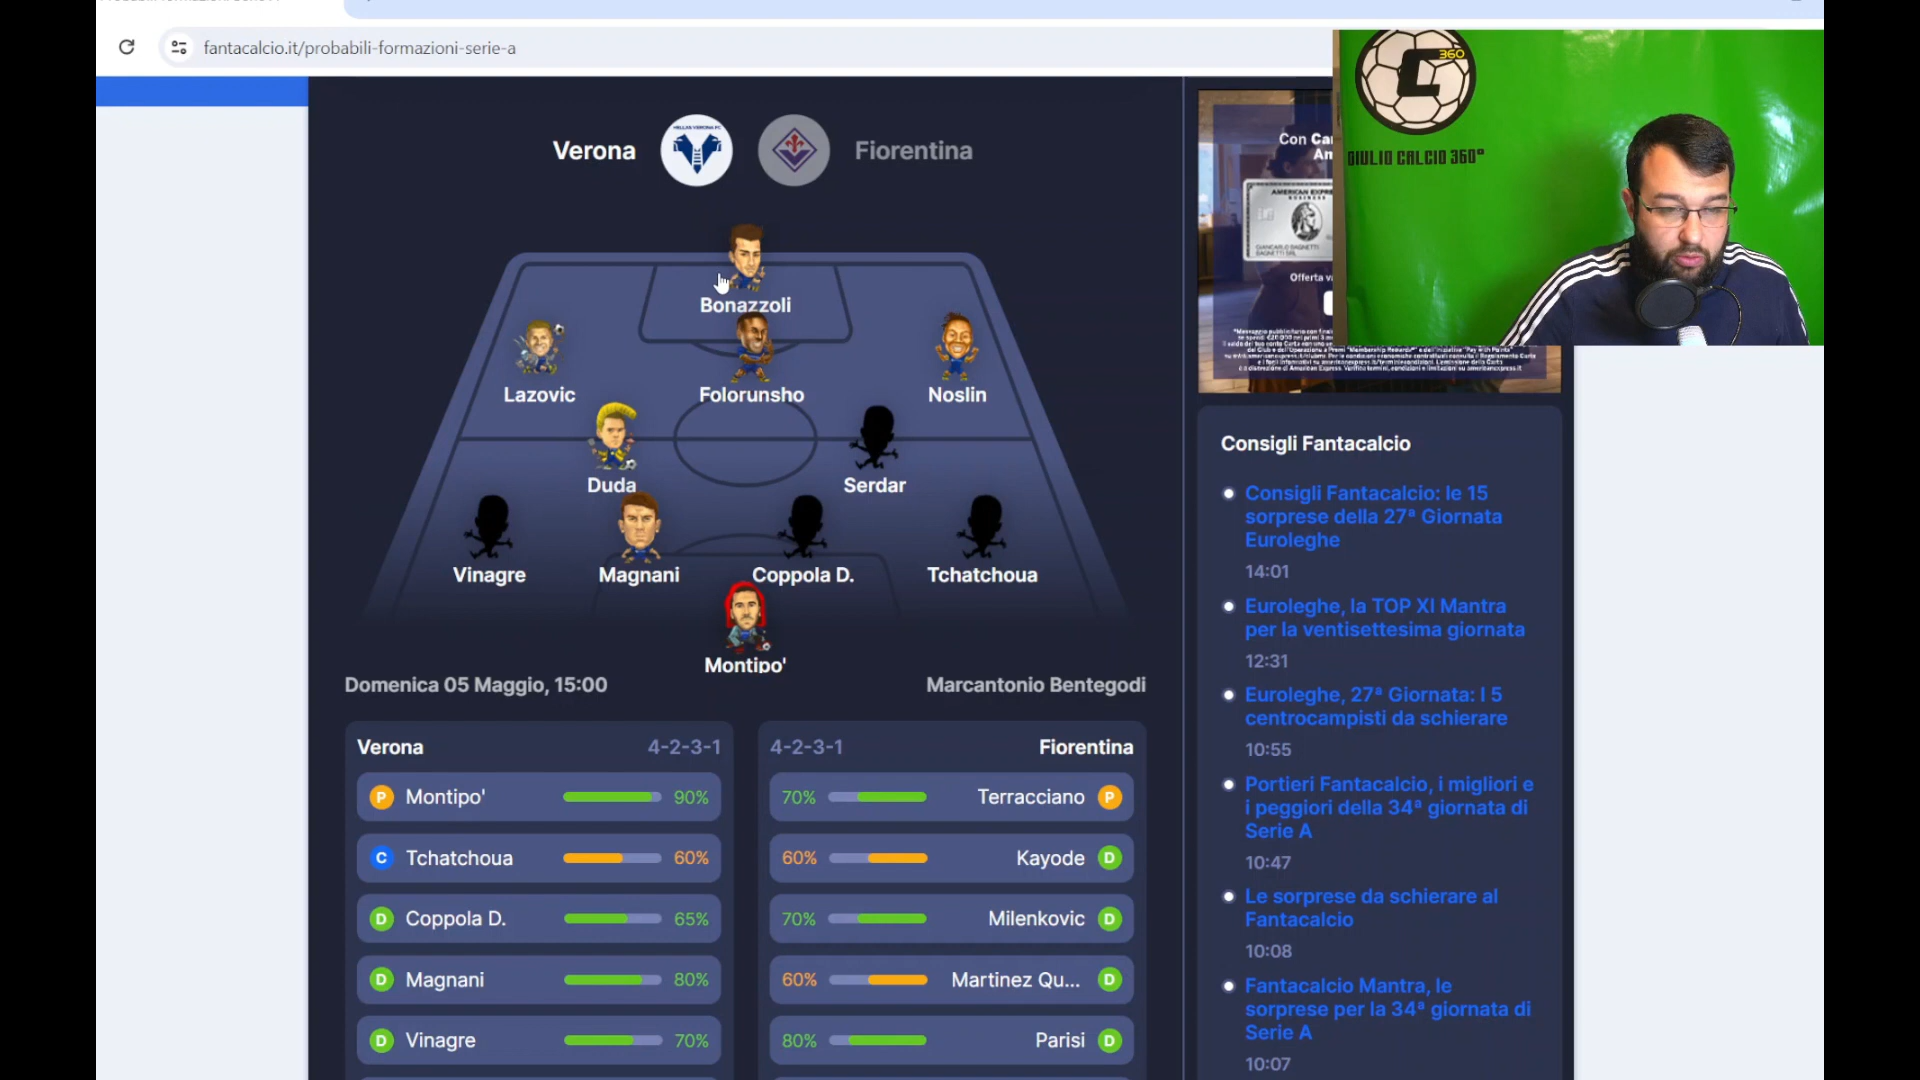 fantacalcio.it/probabili-formazioni-serie-a
Verona
HELLAS VERONA FC
Fiorentina
Bonazzoli
Lazovic
Folorunsho
Noslin
Duda
Serdar
Vinagre
Magnani
Coppola D.
Tchatchoua
Montipo'
Domenica 05 Maggio, 15:00
Marcantonio Bentegodi
Verona
4-2-3-1
P Montipo' 90%
C Tchatchoua 60%
D Coppola D. 65%
D Magnani 80%
D Vinagre 70%
4-2-3-1
Fiorentina
70% Terracciano P
60% Kayode D
70% Milenkovic D
60% Martinez Qu... D
80% Parisi D
Con
AMERICAN
Offerta
C 360
GIULIO CALCIO 360°
Consigli Fantacalcio
Consigli Fantacalcio: le 15
sorprese della 27ª Giornata
Euroleghe
14:01
Euroleghe, la TOP XI Mantra
per la ventisettesima giornata
12:31
Euroleghe, 27ª Giornata: I 5
centrocampisti da schierare
10:55
Portieri Fantacalcio, i migliori e
i peggiori della 34ª giornata di
Serie A
10:47
Le sorprese da schierare al
Fantacalcio
10:08
Fantacalcio Mantra, le
sorprese per la 34ª giornata di
Serie A
10:07